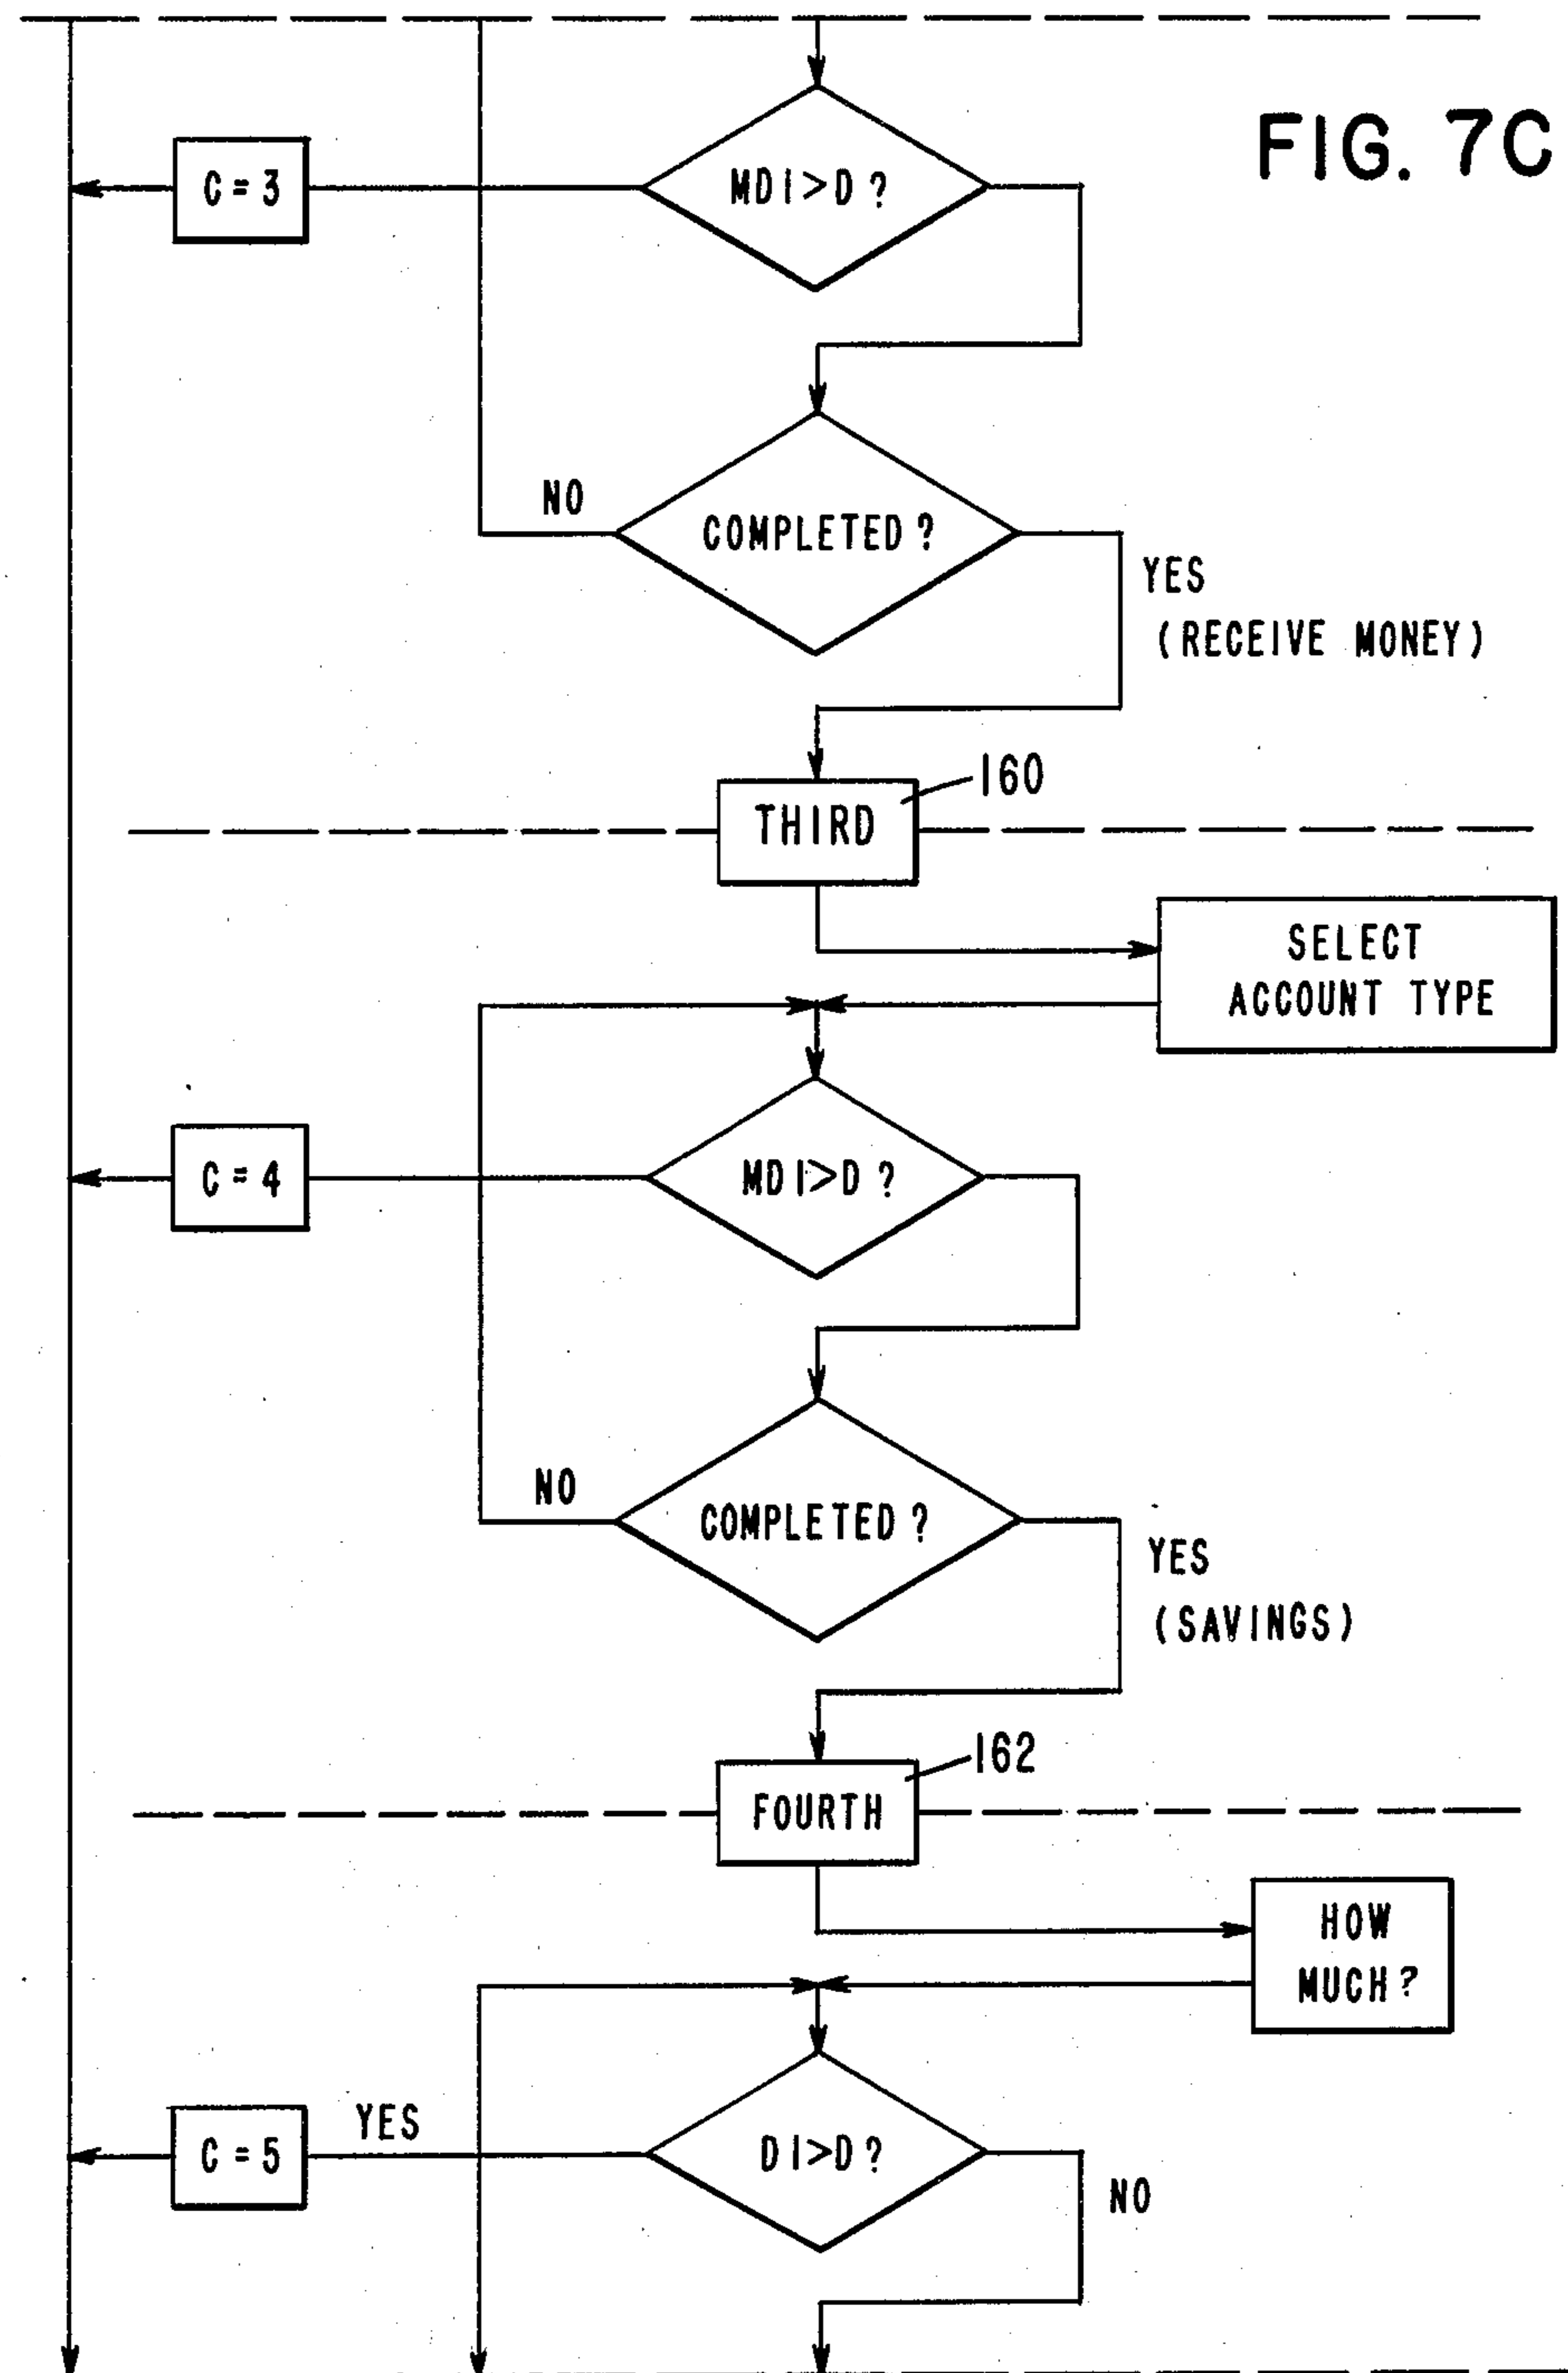 FIG. 7C
C = 3
MDI>D ?
NO
COMPLETED ?
YES
(RECEIVE MONEY)
160
THIRD
SELECT
ACCOUNT TYPE
C = 4
MDI>D ?
NO
COMPLETED ?
YES
(SAVINGS)
162
FOURTH
HOW
MUCH?
C = 5
YES
DI>D ?
NO